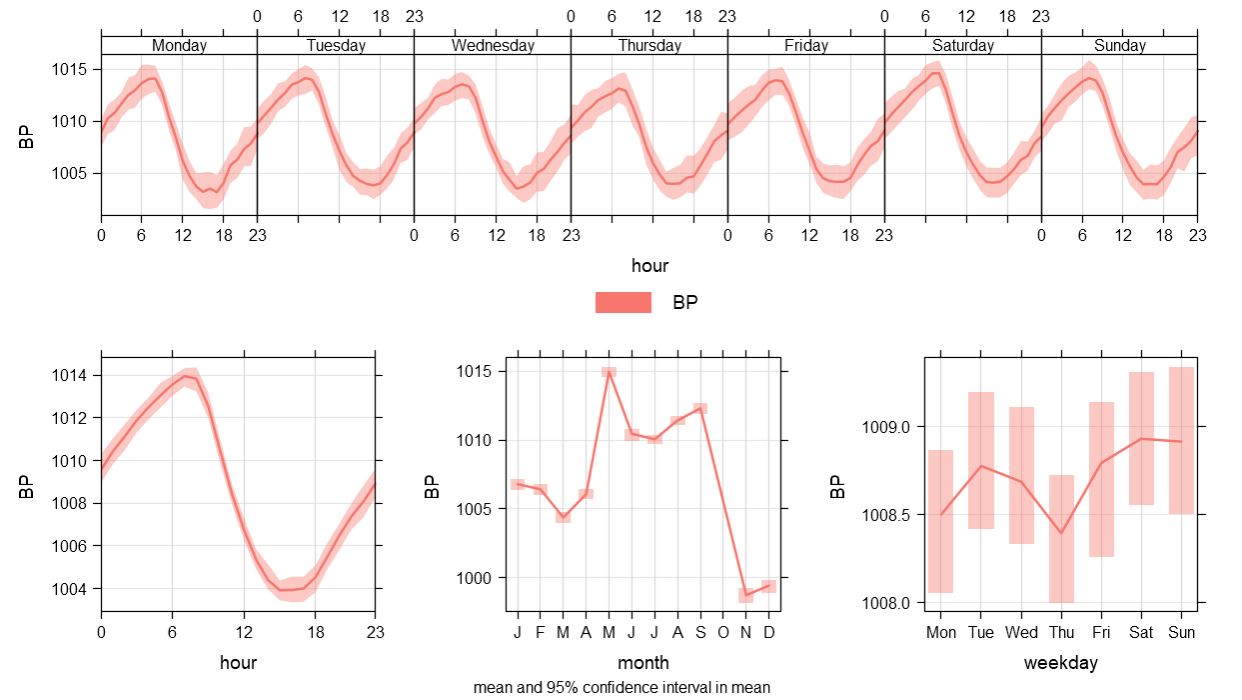 0 6 12 18 23 0 6 12 18 23 0 6 12 18 23
Monday Tuesday Wednesday Thursday Friday Saturday Sunday
1015
1010
1005
BP
0 6 12 18 23 0 6 12 18 23 0 6 12 18 23 0 6 12 18 23
hour
BP
1014
1012
1010
1008
1006
1004
BP
0 6 12 18 23
hour
1015
1010
1005
1000
BP
J F M A M J J A S O N D
month
1009.0
1008.5
1008.0
BP
Mon Tue Wed Thu Fri Sat Sun
weekday
mean and 95% confidence interval in mean